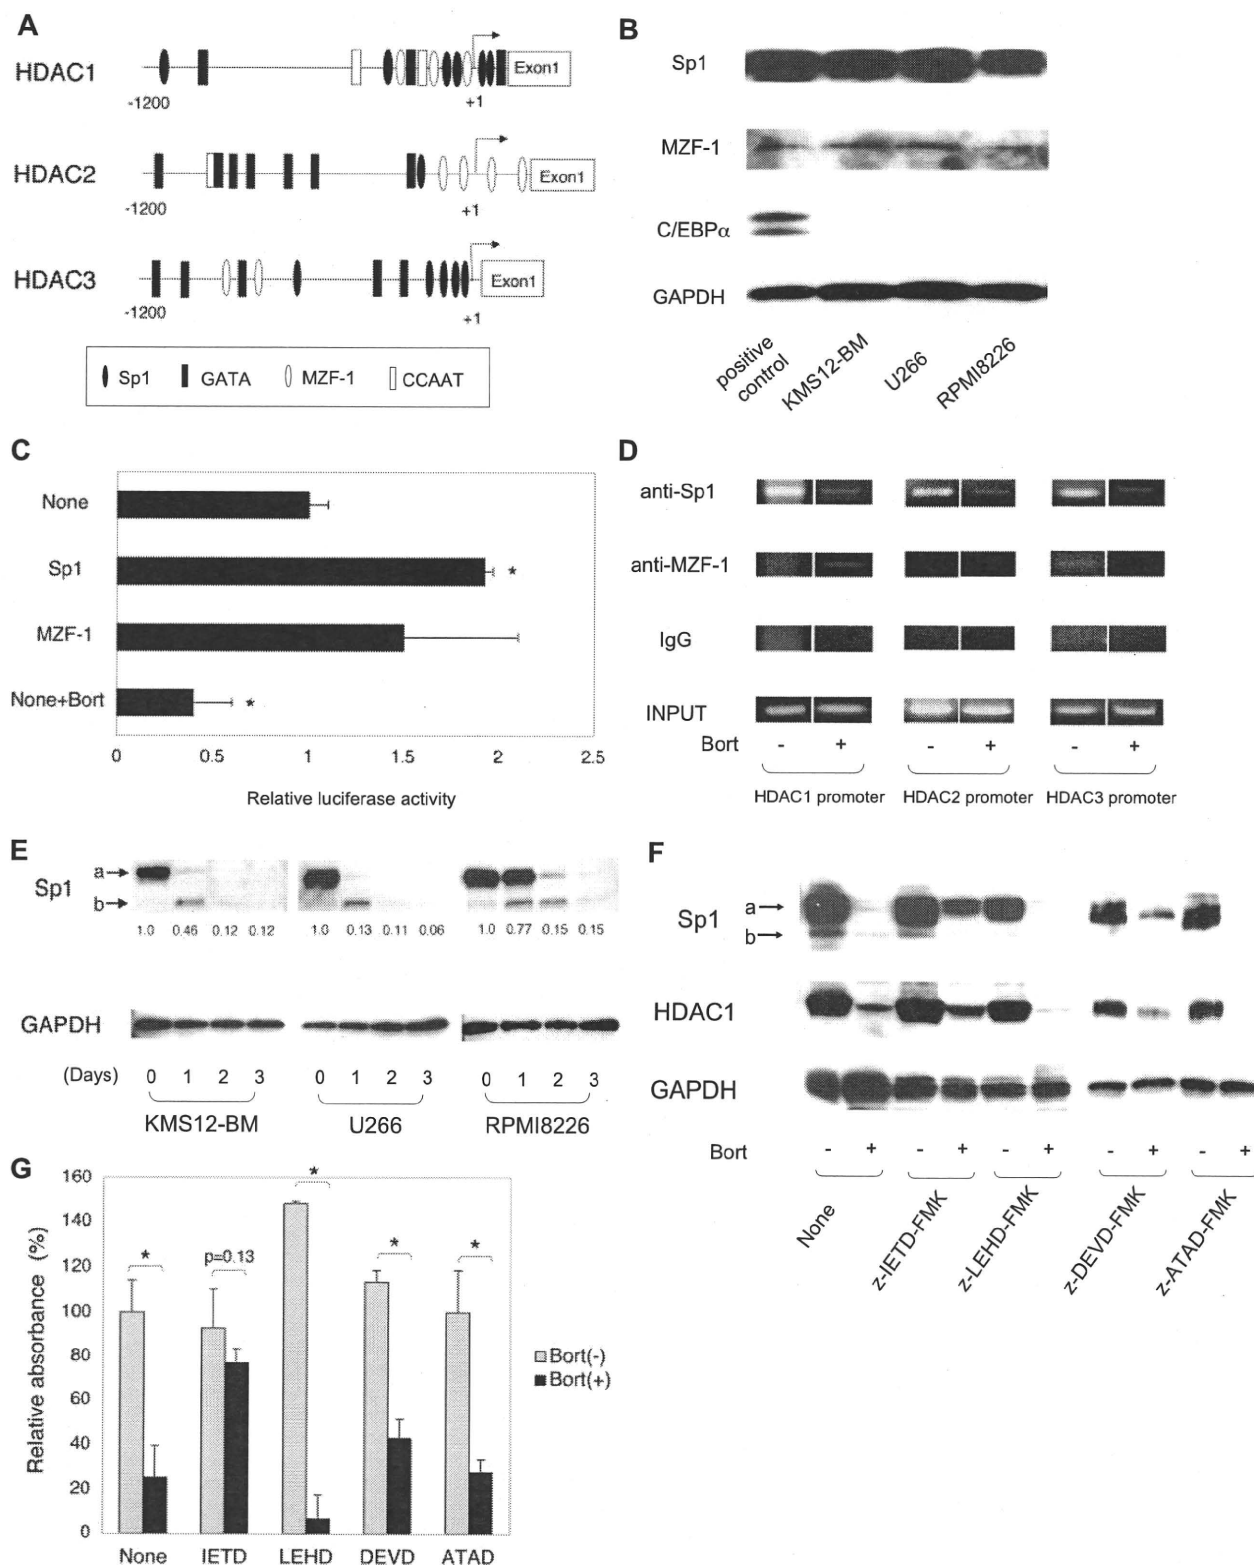 A
HDAC1
Exon1
-1200
+1
HDAC2
Exon1
-1200
+1
HDAC3
Exon1
-1200
+1
Sp1 GATA MZF-1 CCAAT
B
Sp1
MZF-1
C/EBPα
GAPDH
positive control
KMS12-BM
U266
RPMI8226
C
None
Sp1
*
MZF-1
None+Bort
*
0 0.5 1 1.5 2 2.5
Relative luciferase activity
D
anti-Sp1
anti-MZF-1
IgG
INPUT
Bort - + - + - +
HDAC1 promoter HDAC2 promoter HDAC3 promoter
E
Sp1
a
b
1.0 0.46 0.12 0.12 1.0 0.13 0.11 0.06 1.0 0.77 0.15 0.15
GAPDH
(Days) 0 1 2 3 0 1 2 3 0 1 2 3
KMS12-BM U266 RPMI8226
F
Sp1
a
b
HDAC1
GAPDH
Bort - + - + - + - + - +
None
z-IETD-FMK
z-LEHD-FMK
z-DEVD-FMK
z-ATAD-FMK
G
Relative absorbance (%)
160
140
120
100
80
60
40
20
0
*
p=0.13
*
*
*
Bort(-)
Bort(+)
None IETD LEHD DEVD ATAD